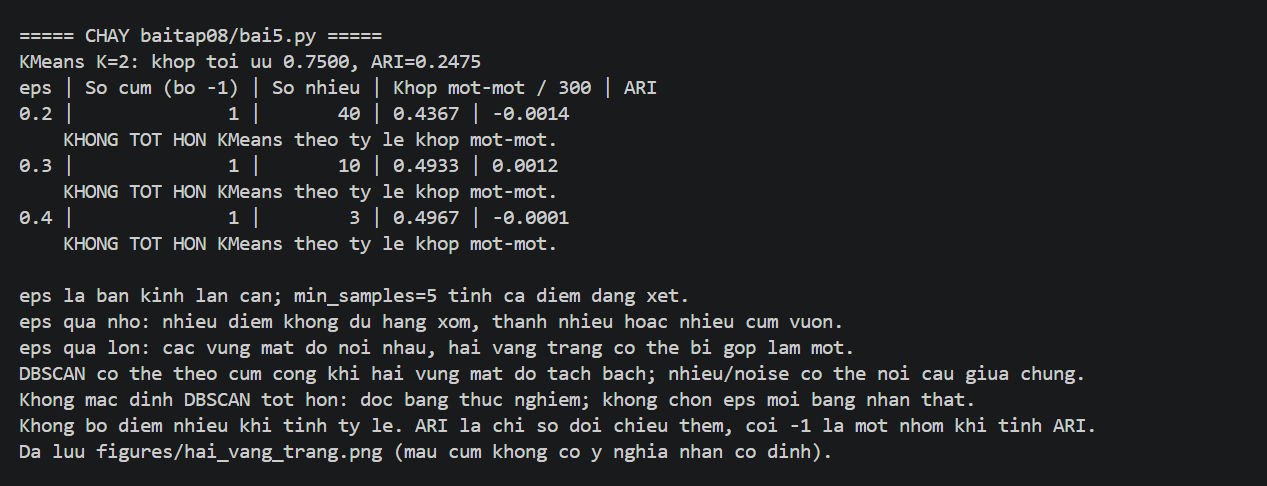 ===== CHAY baitap08/bai5.py =====
KMeans K=2: khop toi uu 0.7500, ARI=0.2475
eps | So cum (bo -1) | So nhieu | Khop mot-mot / 300 | ARI
0.2 |              1 |       40 | 0.4367 | -0.0014
    KHONG TOT HON KMeans theo ty le khop mot-mot.
0.3 |              1 |       10 | 0.4933 | 0.0012
    KHONG TOT HON KMeans theo ty le khop mot-mot.
0.4 |              1 |        3 | 0.4967 | -0.0001
    KHONG TOT HON KMeans theo ty le khop mot-mot.
eps la ban kinh lan can; min_samples=5 tinh ca diem dang xet.
eps qua nho: nhieu diem khong du hang xom, thanh nhieu hoac nhieu cum vuon.
eps qua lon: cac vung mat do noi nhau, hai vang trang co the bi gop lam mot.
DBSCAN co the theo cum cong khi hai vung mat do tach bach; nhieu/noise co the noi cau giua chung.
Khong mac dinh DBSCAN tot hon: doc bang thuc nghiem; khong chon eps moi bang nhan that.
Khong bo diem nhieu khi tinh ty le. ARI la chi so doi chieu them, coi -1 la mot nhom khi tinh ARI.
Da luu figures/hai_vang_trang.png (mau cum khong co y nghia nhan co dinh).